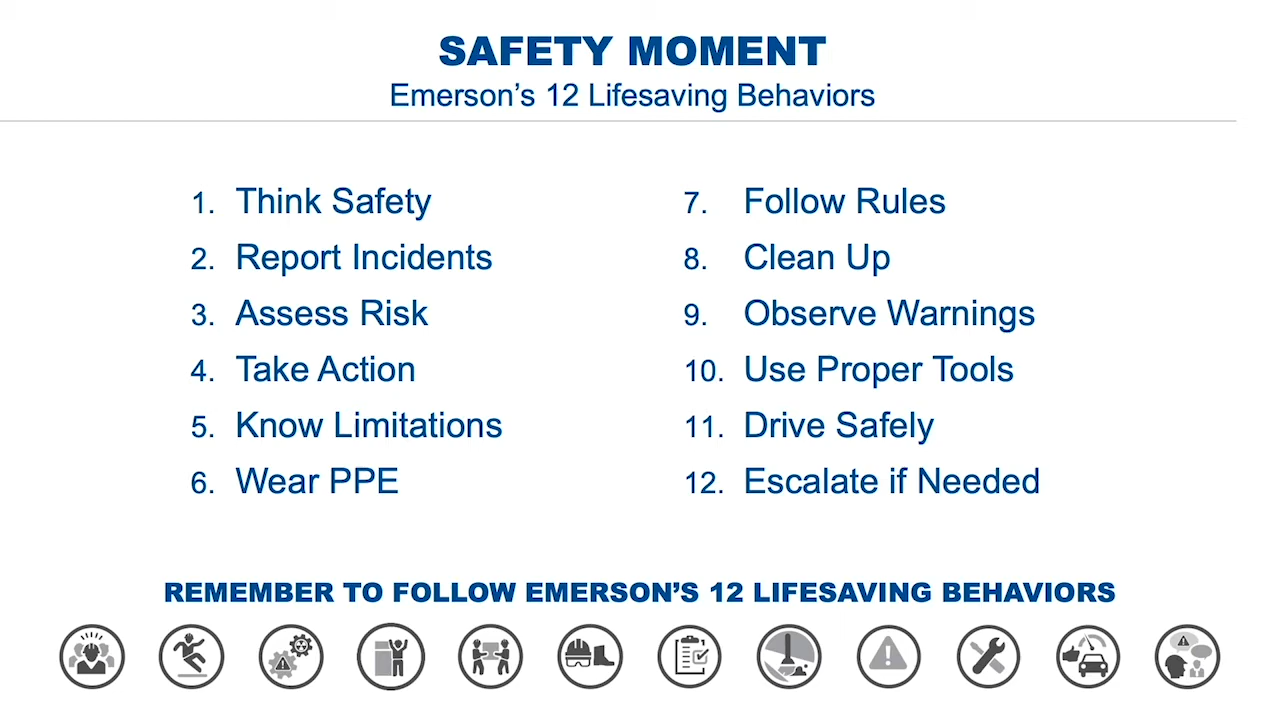 SAFETY MOMENT
Emerson’s 12 Lifesaving Behaviors
1. Think Safety
2. Report Incidents
3. Assess Risk
4. Take Action
5. Know Limitations
6. Wear PPE
7. Follow Rules
8. Clean Up
9. Observe Warnings
10. Use Proper Tools
11. Drive Safely
12. Escalate if Needed
REMEMBER TO FOLLOW EMERSON’S 12 LIFESAVING BEHAVIORS